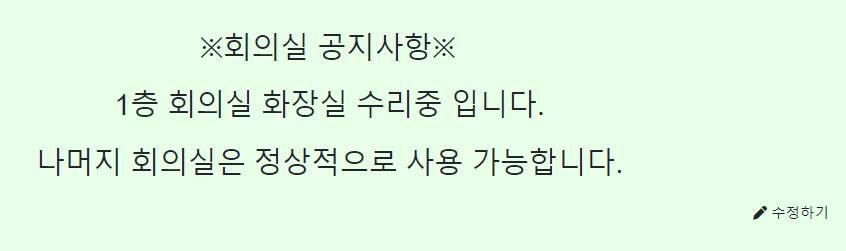 ※회의실 공지사항※
1층 회의실 화장실 수리중 입니다.
나머지 회의실은 정상적으로 사용 가능합니다.
수정하기